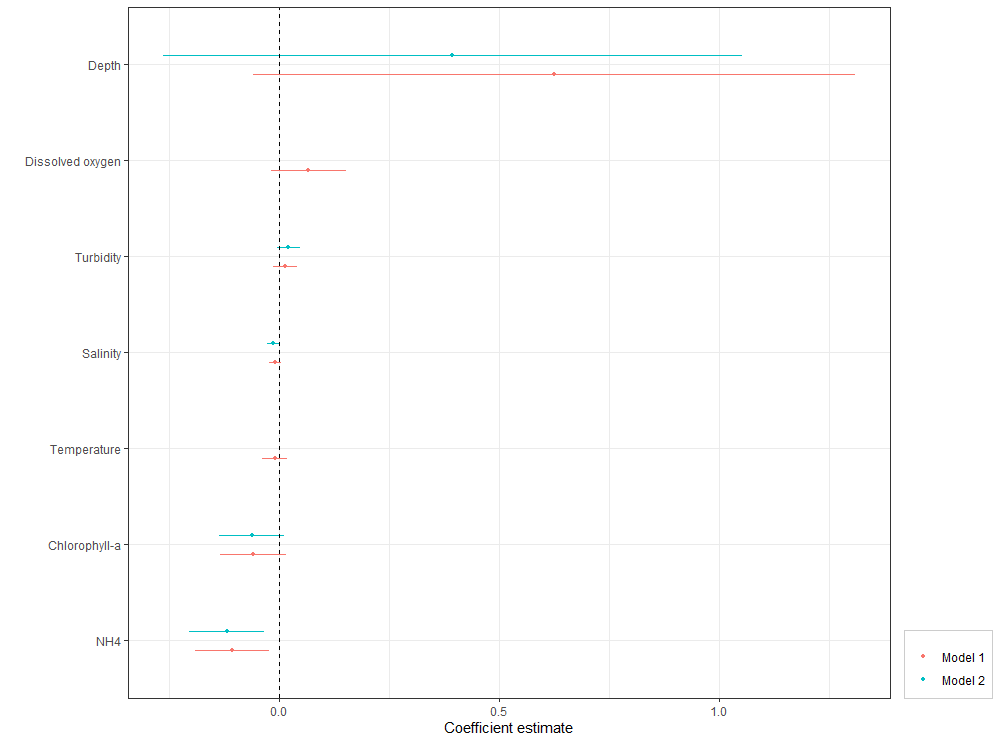 Depth
Dissolved oxygen
Turbidity
Salinity
Temperature
Chlorophyll-a
NH4
0.0 0.5 1.0
Coefficient estimate
Model 1
Model 2